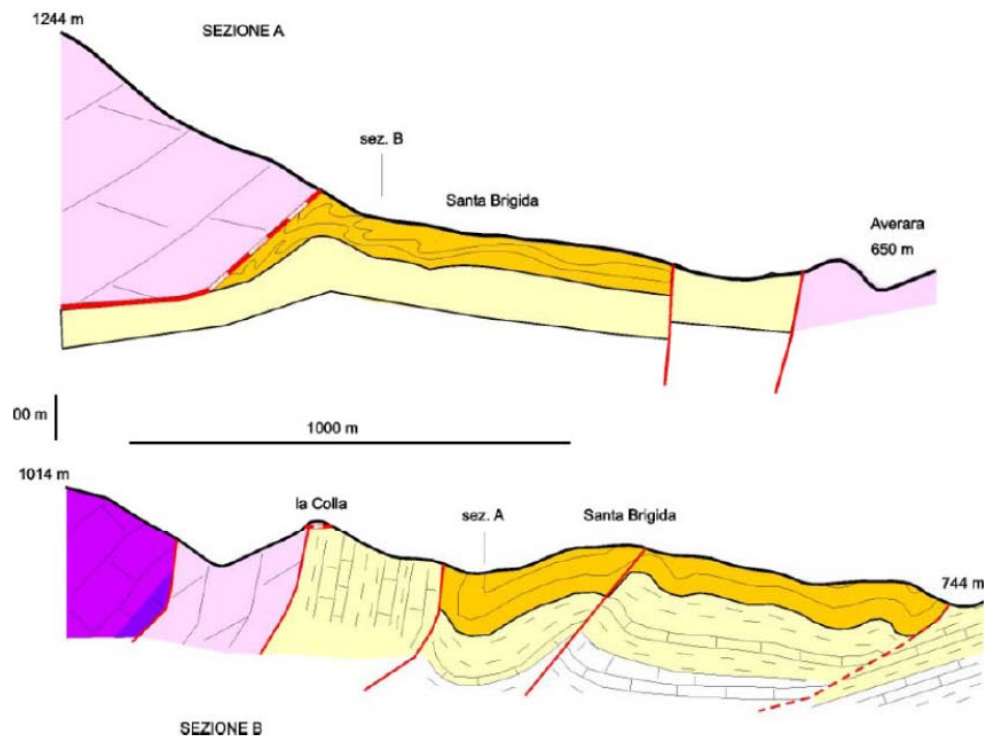 1244 m
SEZIONE A
sez. B
Santa Brigida
Averara
650 m
00 m
1000 m
1014 m
la Colla
sez. A
Santa Brigida
744 m
SEZIONE B